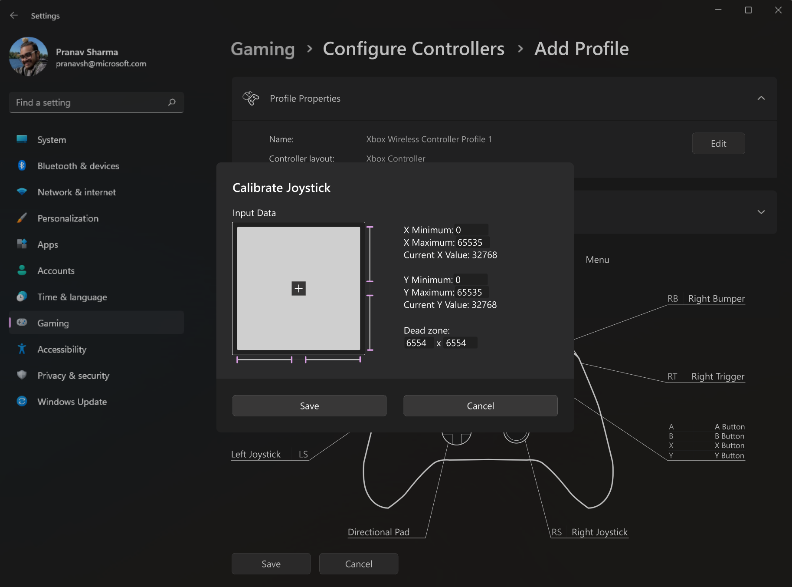 Settings
Pranav Sharma
pranavsh@microsoft.com
Find a setting
System
Bluetooth & devices
Network & internet
Personalization
Apps
Accounts
Time & language
Gaming
Accessibility
Privacy & security
Windows Update
Gaming > Configure Controllers > Add Profile
Profile Properties
Name: Xbox Wireless Controller Profile 1
Edit
Controller layout: Xbox Controller
Calibrate Joystick
Input Data
X Minimum: 0
X Maximum: 65535
Current X Value: 32768
Y Minimum: 0
Y Maximum: 65535
Current Y Value: 32768
Dead zone:
6554 x 6554
Save Cancel
Menu
RB Right Bumper
RT Right Trigger
A A Button
B B Button
X X Button
Y Y Button
Left Joystick LS
Directional Pad
RS Right Joystick
Save Cancel